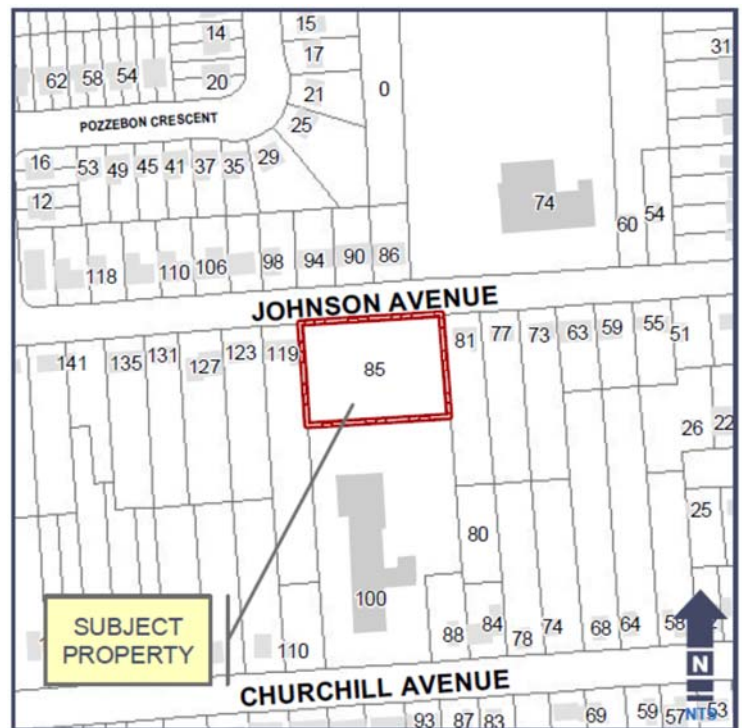 14
15
17
62 58 54
20
21
0
31
POZZEBON CRESCENT
25
16
53 49 45 41 37 35 29
12
74
60 54
118 110 106 98 94 90 86
JOHNSON AVENUE
141 135 131 127 123 119
85
81 77 73 63 59 55 51
26 22
25
80
100
SUBJECT
PROPERTY
110
88 84 78 74 68 64 58
N
CHURCHILL AVENUE
NTS
93 87 83 69 59 57 53